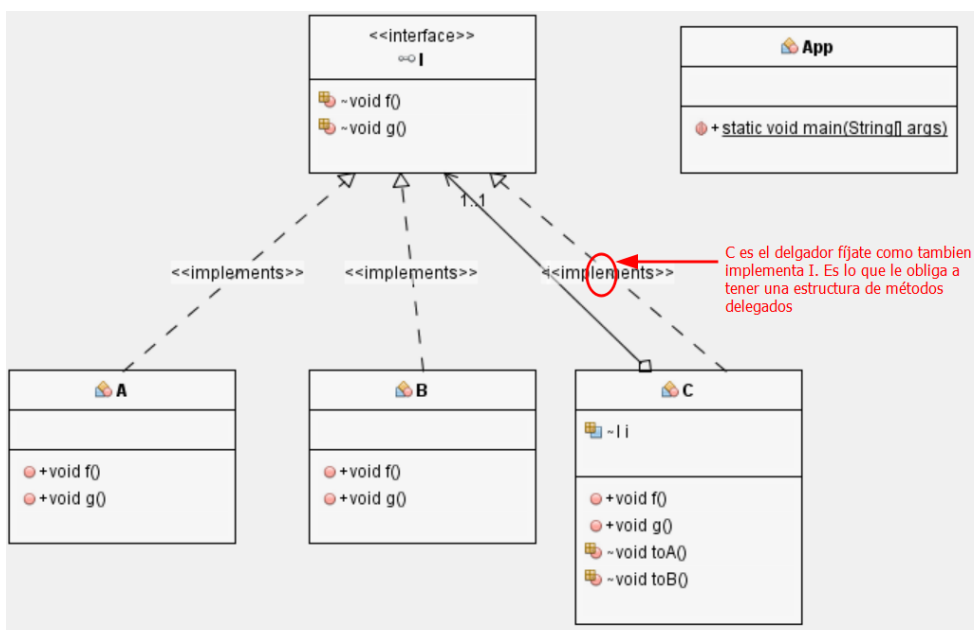 <<interface>>
I
~void f()
~void g()
App
+static void main(String[] args)
1..1
<<implements>>
<<implements>>
<<implements>>
C es el delgador fíjate como tambien
implementa I. Es lo que le obliga a
tener una estructura de métodos
delegados
A
+void f()
+void g()
B
+void f()
+void g()
C
~I i
+void f()
+void g()
~void toA()
~void toB()